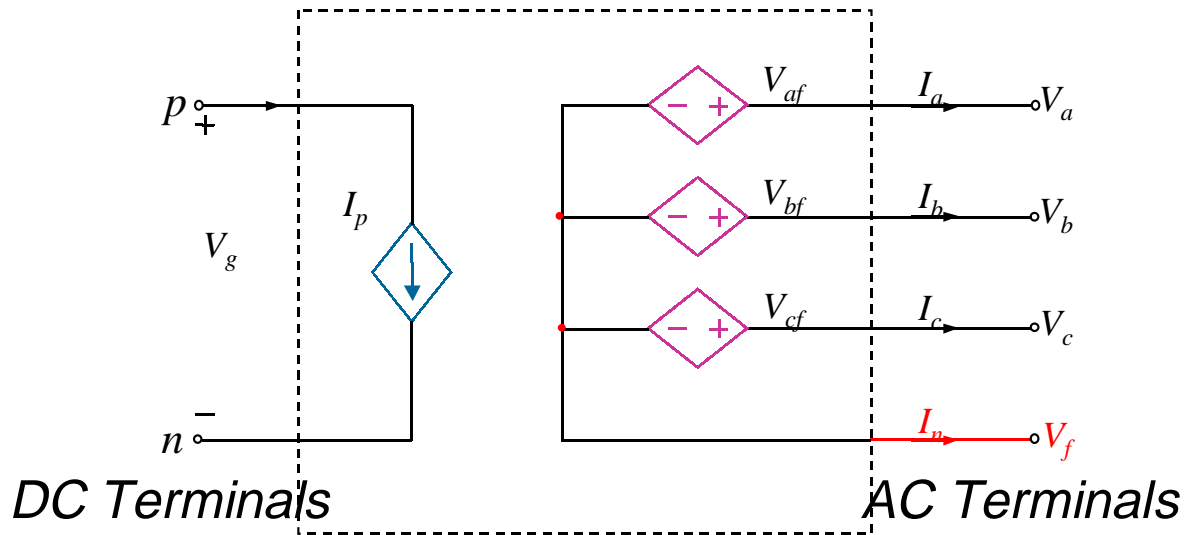 V_af I_a V_a
p
+
− +
I_p V_bf I_b V_b
− +
V_g
V_cf I_c V_c
− +
−
n I_n V_f
DC Terminals AC Terminals